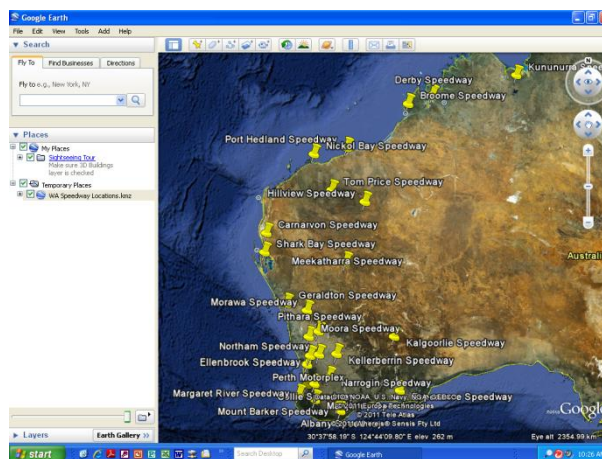 Google Earth
File Edit View Tools Add Help
Search
Fly To Find Businesses Directions
Fly to e.g., New York, NY
Places
My Places
Sightseeing Tour
Make sure 3D Buildings
layer is checked
Temporary Places
WA Speedway Locations.kmz
Layers
Earth Gallery >>
Kununurra
Derby Speedway
Broome Speedway
Port Hedland Speedway
Nickol Bay Speedway
Tom Price Speedway
Hillview Speedway
Carnarvon Speedway
Shark Bay Speedway
Meekatharra Speedway
Geraldton Speedway
Morawa Speedway
Pithara Speedway
Moora Speedway
Kalgoorlie Speedway
Northam Speedway
Kellerberrin Speedway
Ellenbrook Speedway
Perth Motorplex
Narrogin Speedway
Margaret River Speedway
Mount Barker Speedway
© 2011 Europa Technologies
© 2011 Tele Atlas
Google
30°37'58.19" S 124°44'09.80" E elev 262 m
Eye alt 2354.99 km
start
Search Desktop
Google Earth
10:26 AM